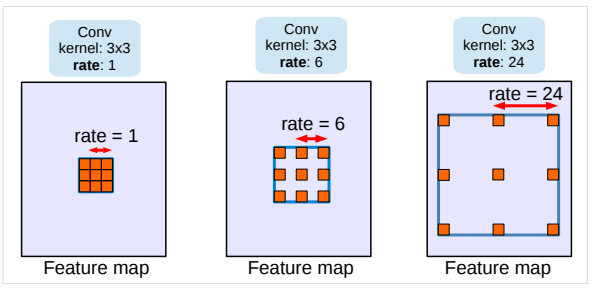 Conv
kernel: 3x3
rate: 1
Conv
kernel: 3x3
rate: 6
Conv
kernel: 3x3
rate: 24
rate = 1
rate = 6
rate = 24
Feature map
Feature map
Feature map